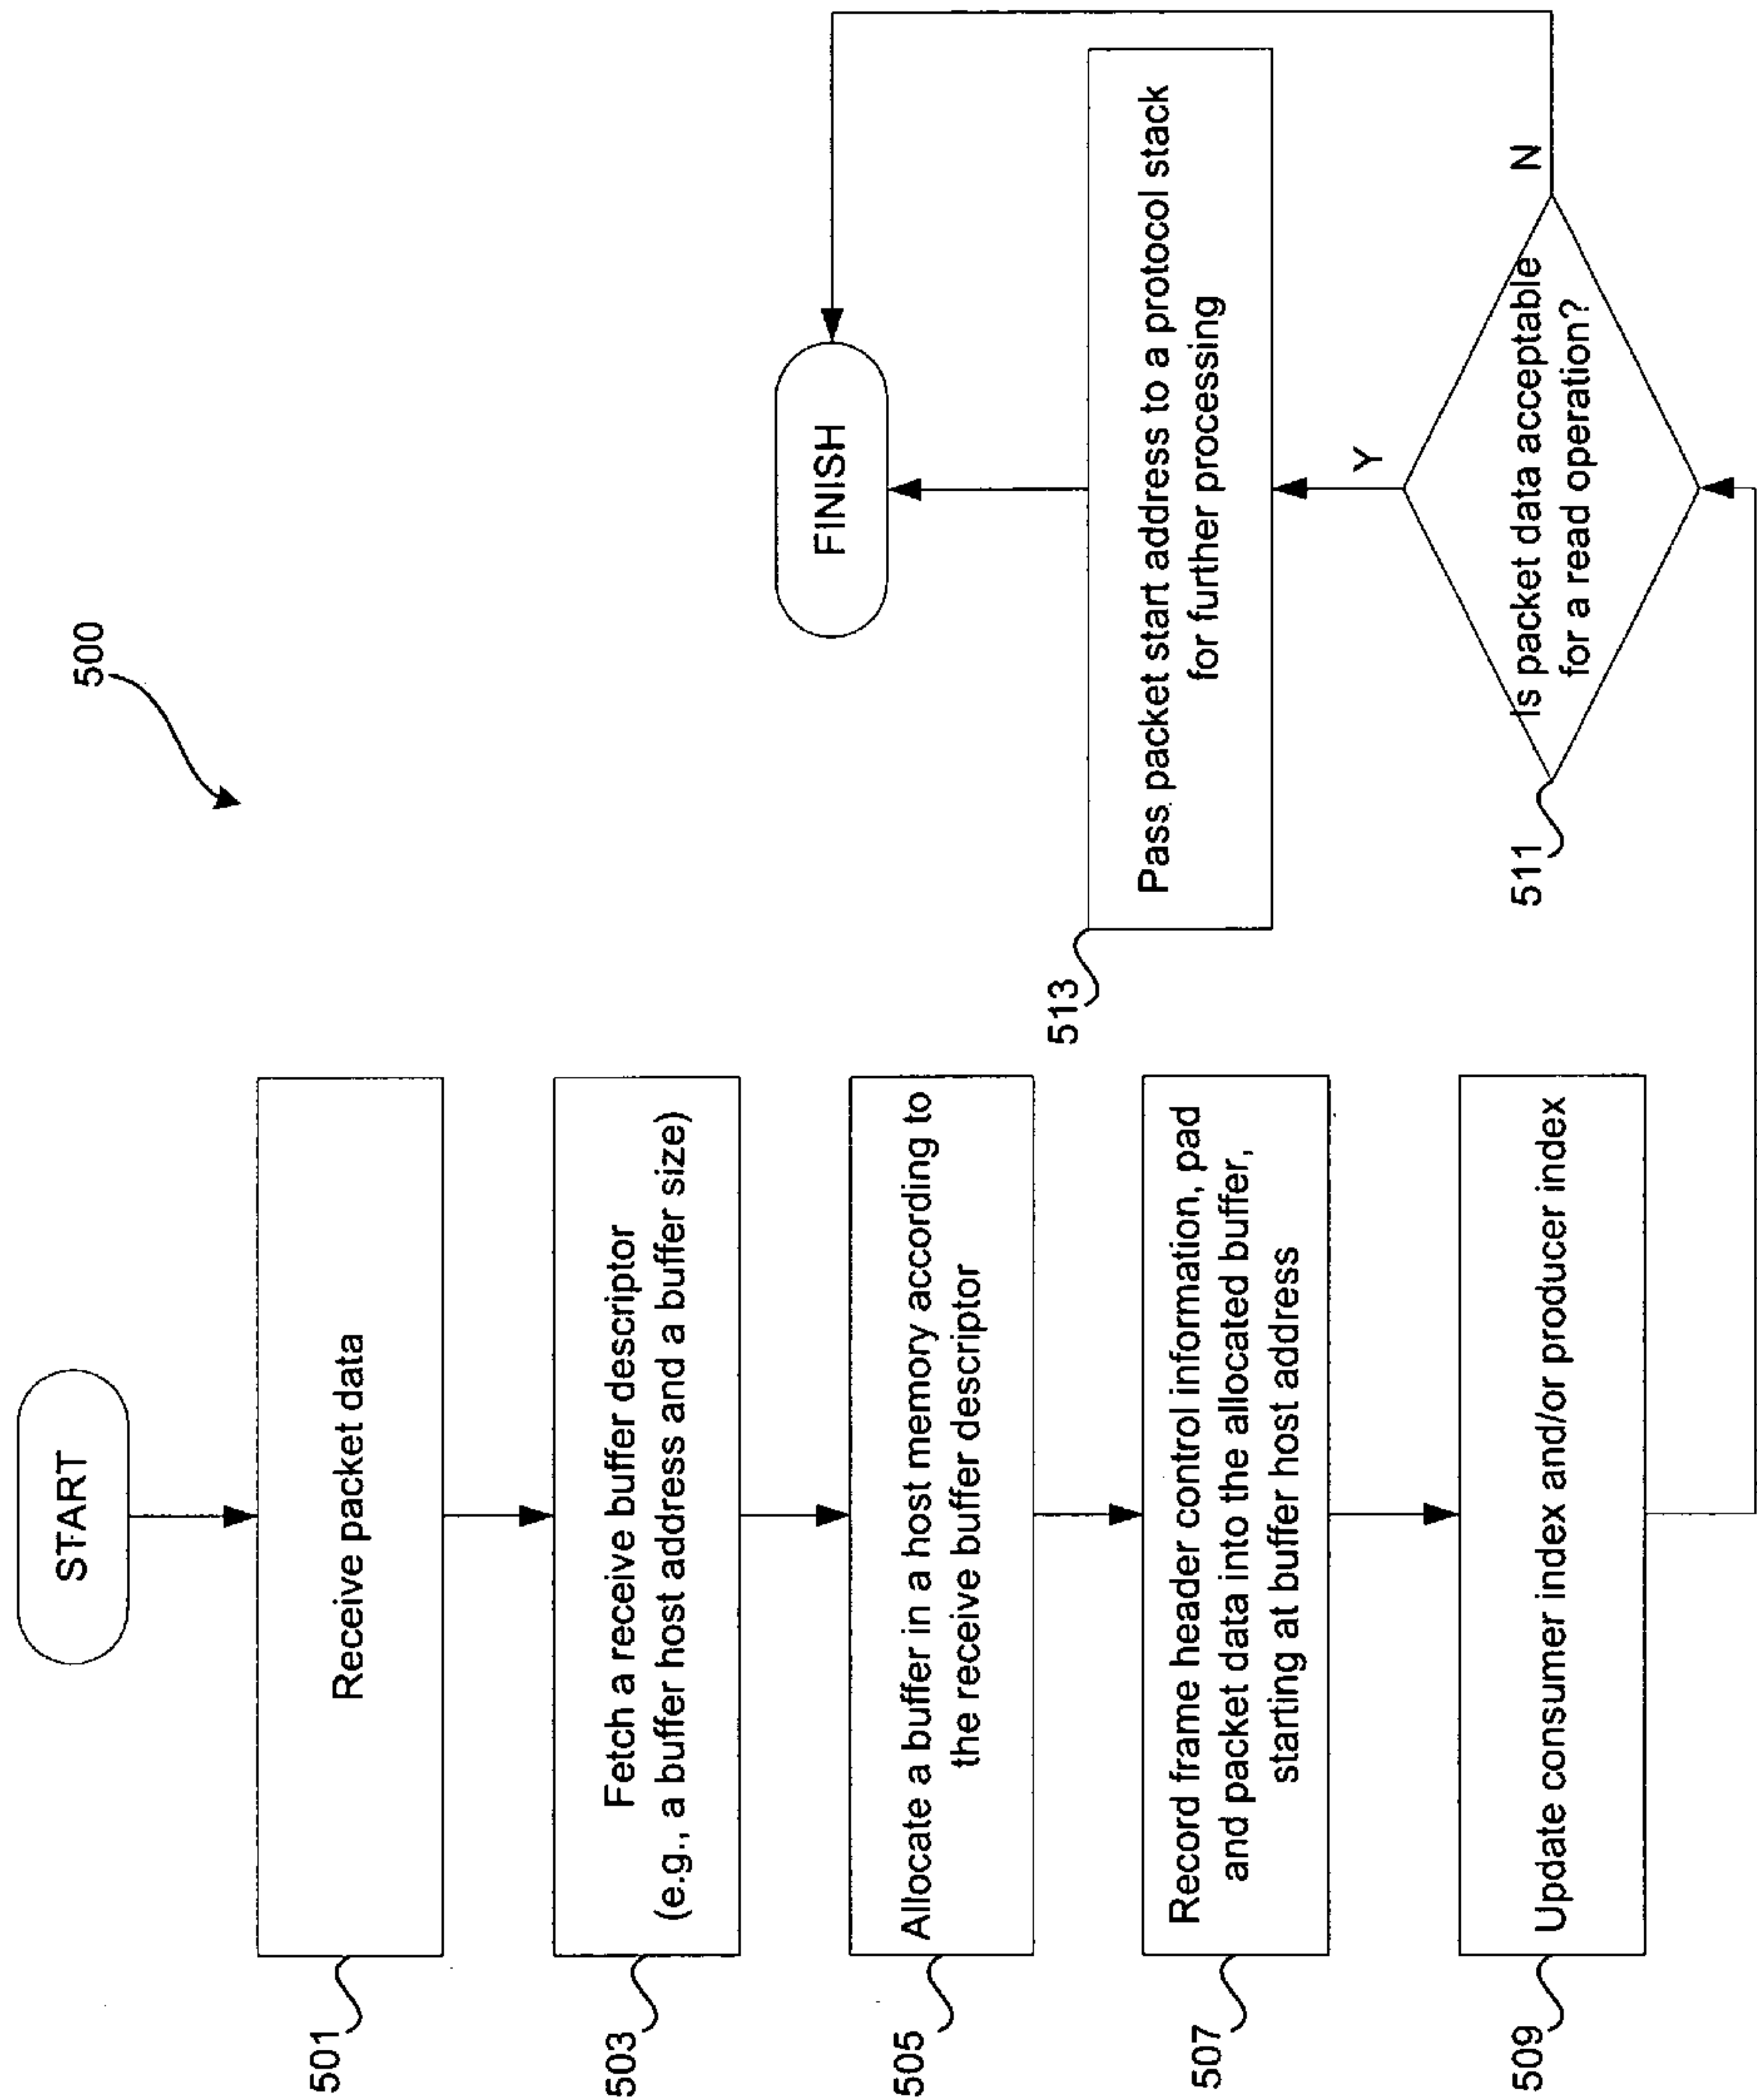 500
START
501
Receive packet data
503
Fetch a receive buffer descriptor
(e.g., a buffer host address and a buffer size)
505
Allocate a buffer in a host memory according to
the receive buffer descriptor
507
Record frame header control information, pad
and packet data into the allocated buffer,
starting at buffer host address
509
Update consumer index and/or producer index
511
Is packet data acceptable
for a read operation?
Y
N
513
Pass packet start address to a protocol stack
for further processing
FINISH